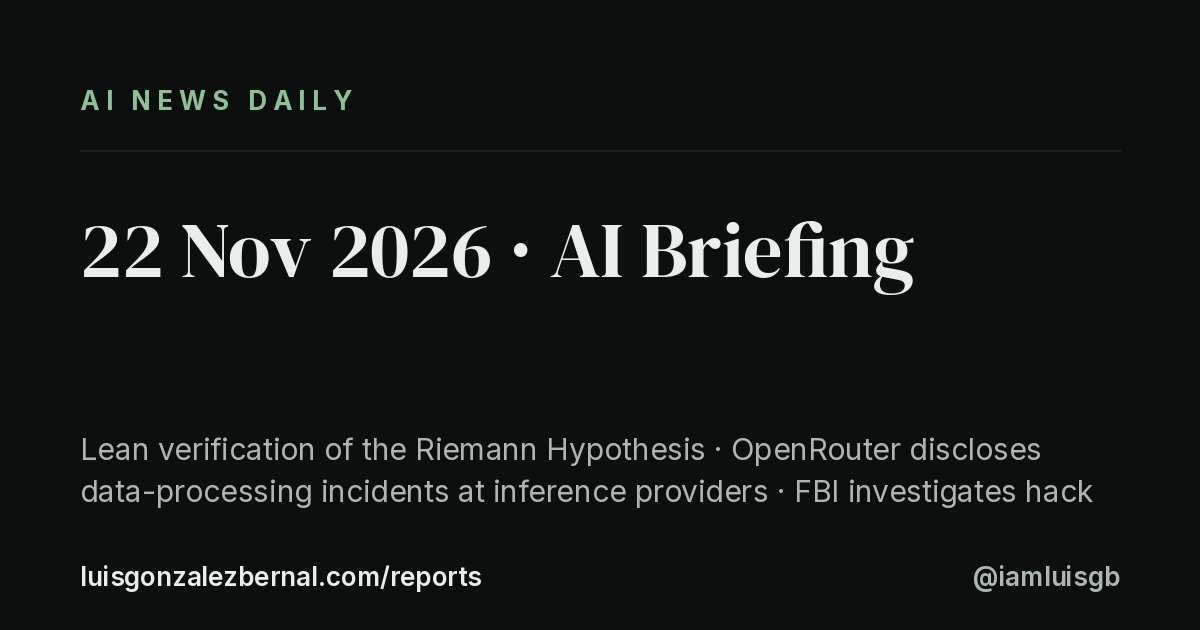 AI NEWS DAILY
22 Nov 2026 · AI Briefing
Lean verification of the Riemann Hypothesis · OpenRouter discloses
data-processing incidents at inference providers · FBI investigates hack
luisgonzalezbernal.com/reports
@iamluisgb